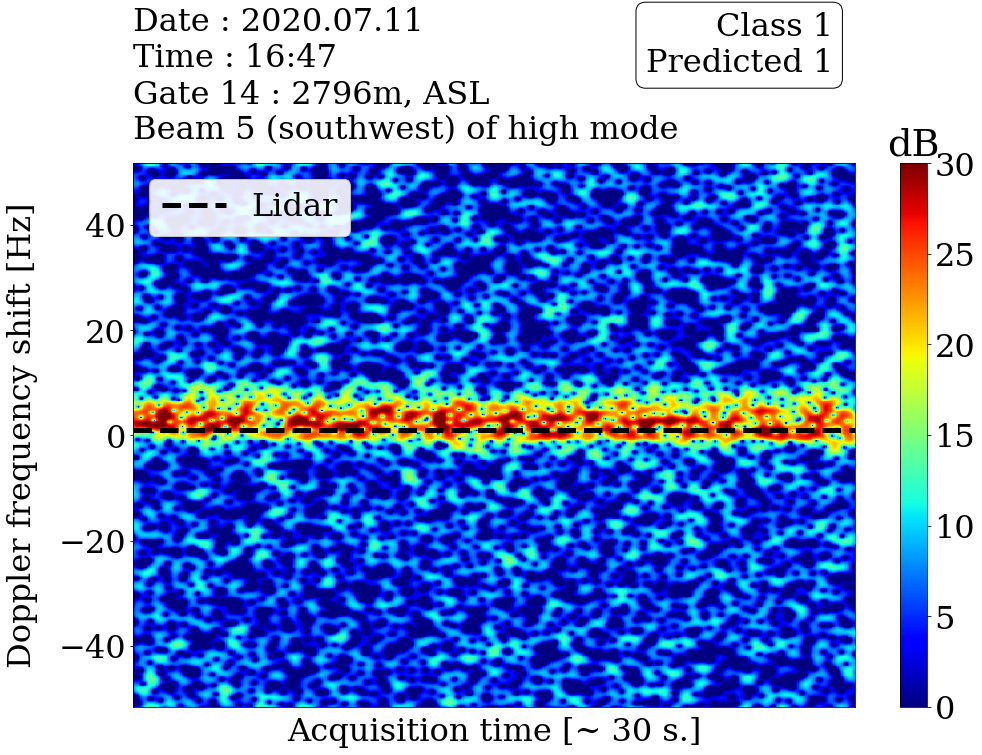 Date : 2020.07.11
Time : 16:47
Gate 14 : 2796m, ASL
Beam 5 (southwest) of high mode
Class 1
Predicted 1
dB
30
25
20
15
10
5
0
Lidar
40
20
0
−20
−40
Doppler frequency shift [Hz]
Acquisition time [~ 30 s.]